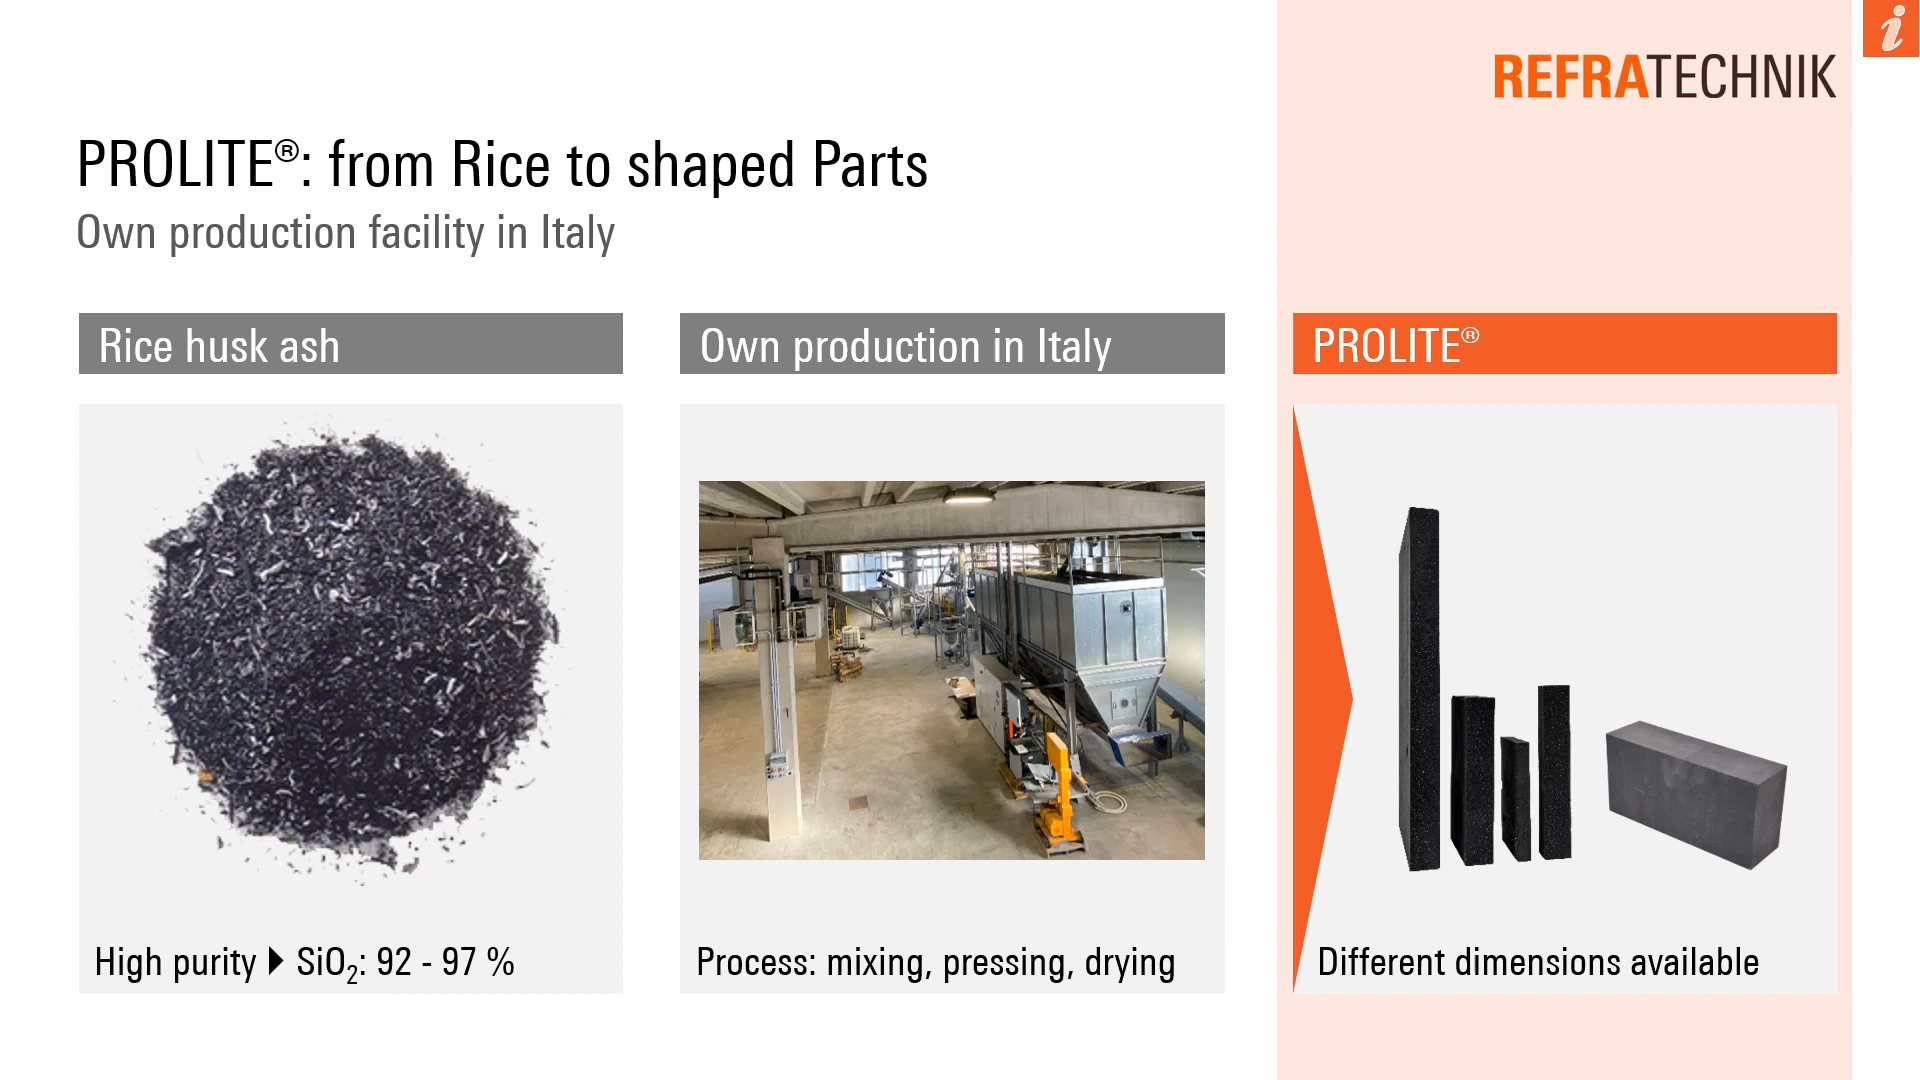 REFRATECHNIK
PROLITE®: from Rice to shaped Parts
Own production facility in Italy
Rice husk ash
Own production in Italy
PROLITE®
High purity ▶ SiO₂: 92 - 97 %
Process: mixing, pressing, drying
Different dimensions available